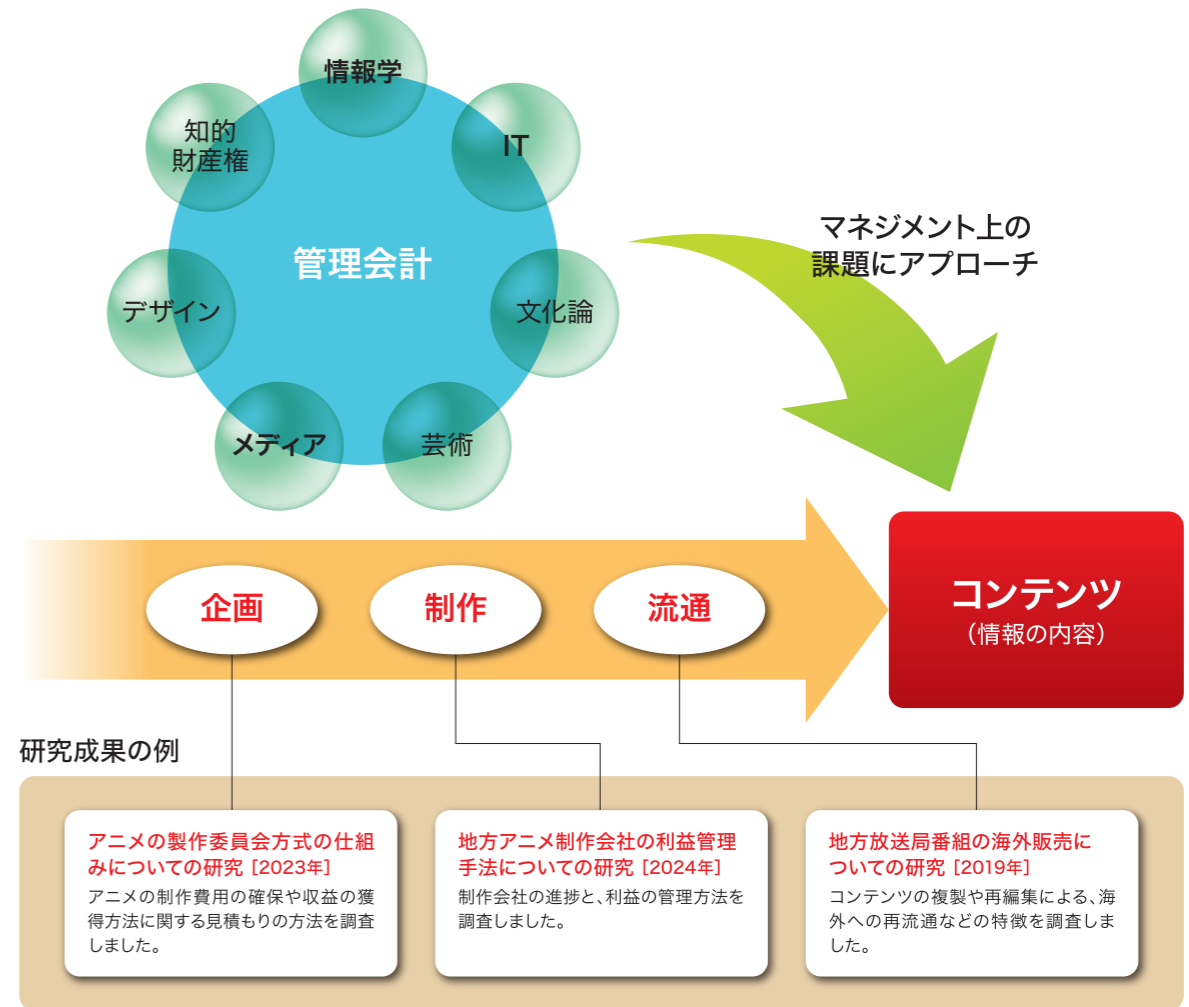 情報学
知的
財産権
IT
管理会計
デザイン
文化論
メディア
芸術
マネジメント上の
課題にアプローチ
企画
制作
流通
コンテンツ
（情報の内容）
研究成果の例
アニメの製作委員会方式の仕組
みについての研究［2023年］
アニメの制作費用の確保や収益の獲
得方法に関する見積もりの方法を調査
しました。
地方アニメ制作会社の利益管理
手法についての研究［2024年］
制作会社の進捗と、利益の管理方法を
調査しました。
地方放送局番組の海外販売に
ついての研究［2019年］
コンテンツの複製や再編集による、海
外への再流通などの特徴を調査しま
した。